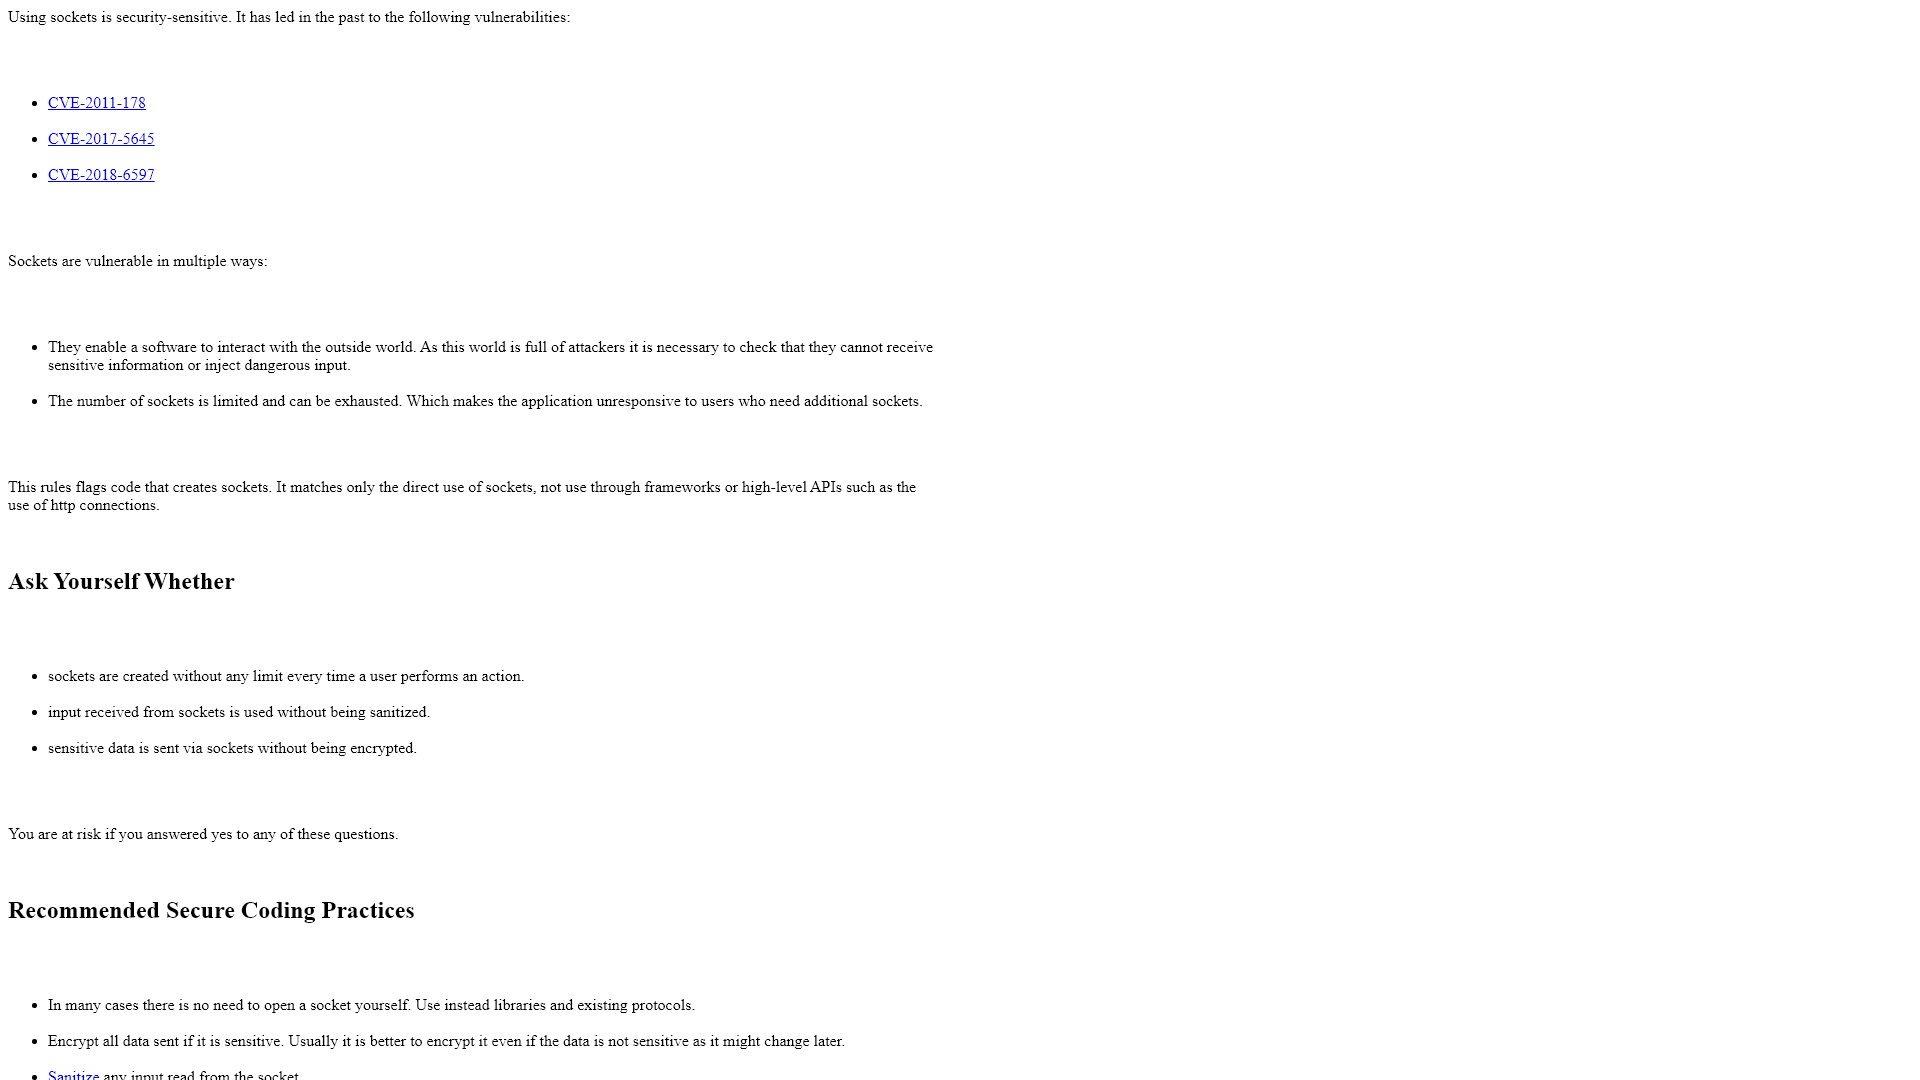 Using sockets is security-sensitive. It has led in the past to the following vulnerabilities:
CVE-2011-178
CVE-2017-5645
CVE-2018-6597
Sockets are vulnerable in multiple ways:
They enable a software to interact with the outside world. As this world is full of attackers it is necessary to check that they cannot receive
sensitive information or inject dangerous input.
The number of sockets is limited and can be exhausted. Which makes the application unresponsive to users who need additional sockets.
This rules flags code that creates sockets. It matches only the direct use of sockets, not use through frameworks or high-level APIs such as the
use of http connections.
Ask Yourself Whether
sockets are created without any limit every time a user performs an action.
input received from sockets is used without being sanitized.
sensitive data is sent via sockets without being encrypted.
You are at risk if you answered yes to any of these questions.
Recommended Secure Coding Practices
In many cases there is no need to open a socket yourself. Use instead libraries and existing protocols.
Encrypt all data sent if it is sensitive. Usually it is better to encrypt it even if the data is not sensitive as it might change later.
Sanitize any input read from the socket.